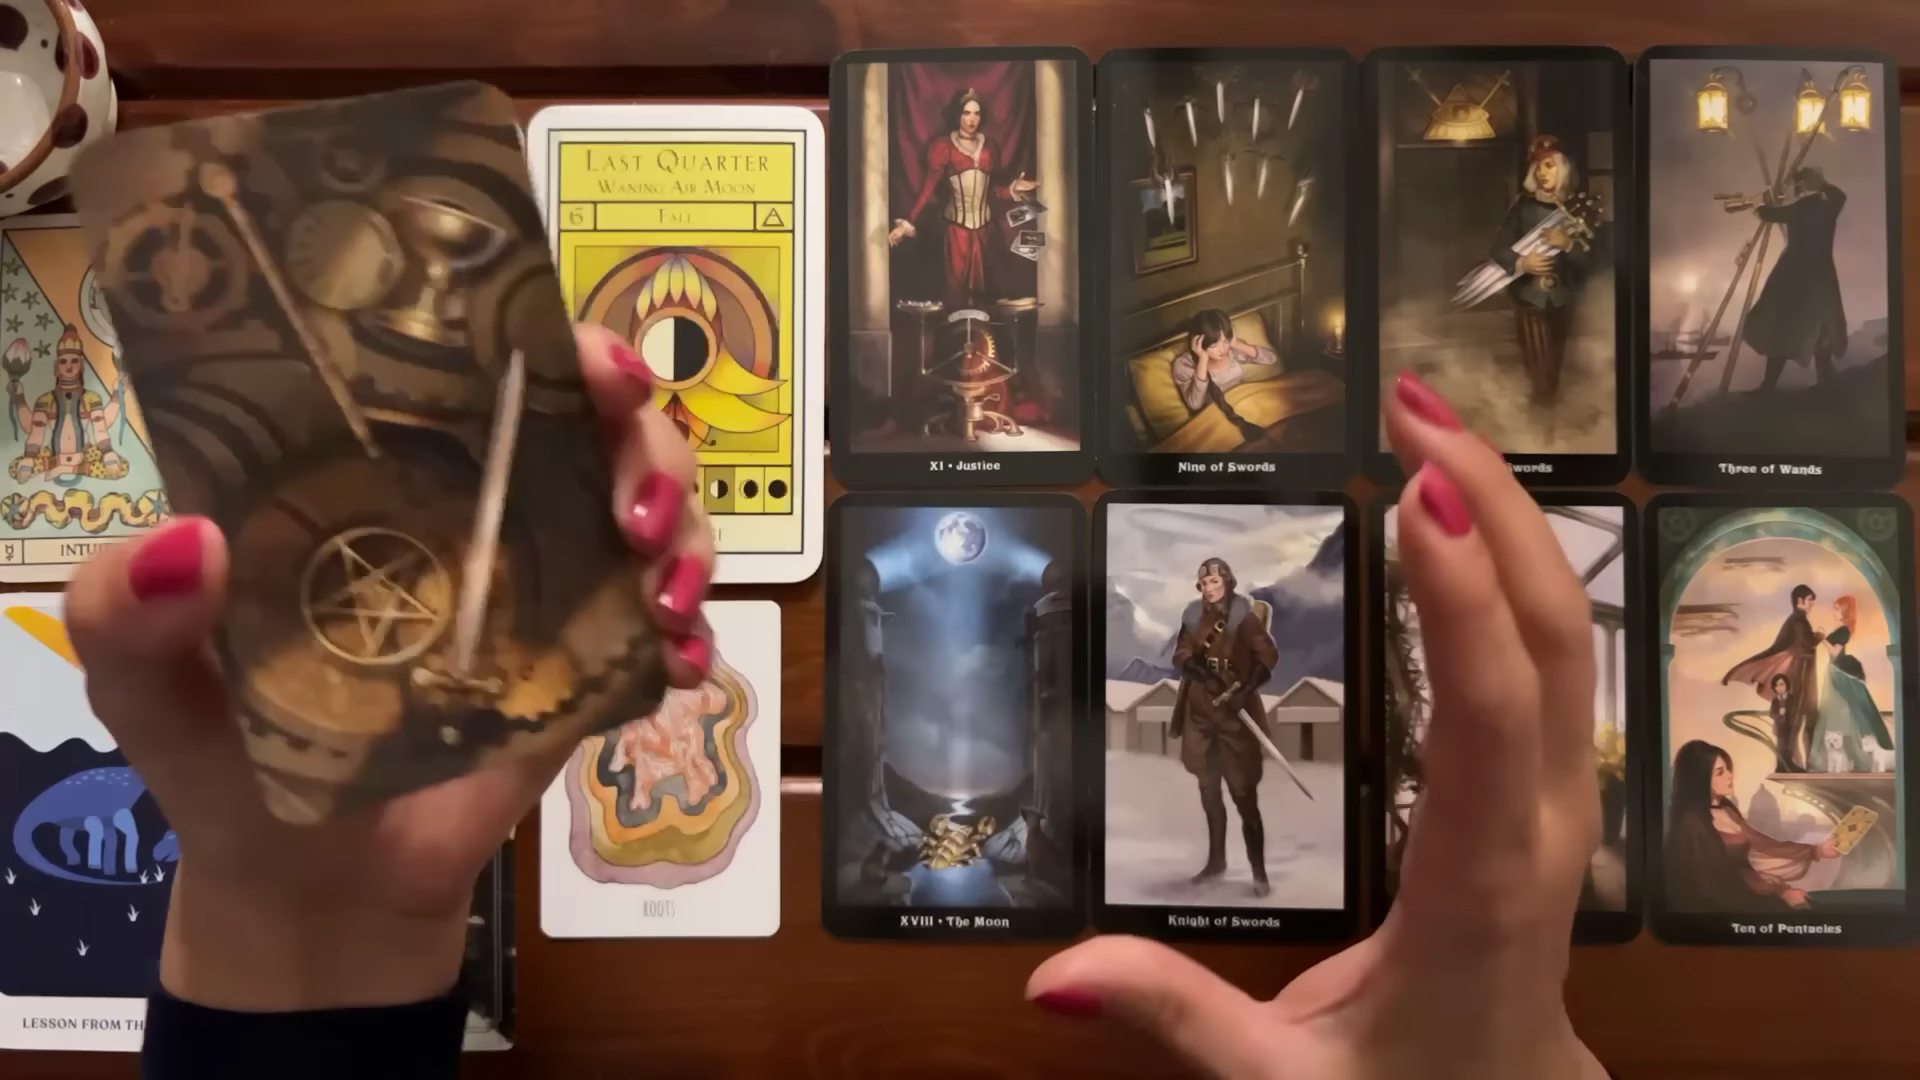 LAST QUARTER
WANING AIR MOON
6 FALL
INTUI
LESSON FROM TH
ROOTS
XI • Justice
Nine of Swords
Swords
Three of Wands
XVIII • The Moon
Knight of Swords
Ten of Pentacles